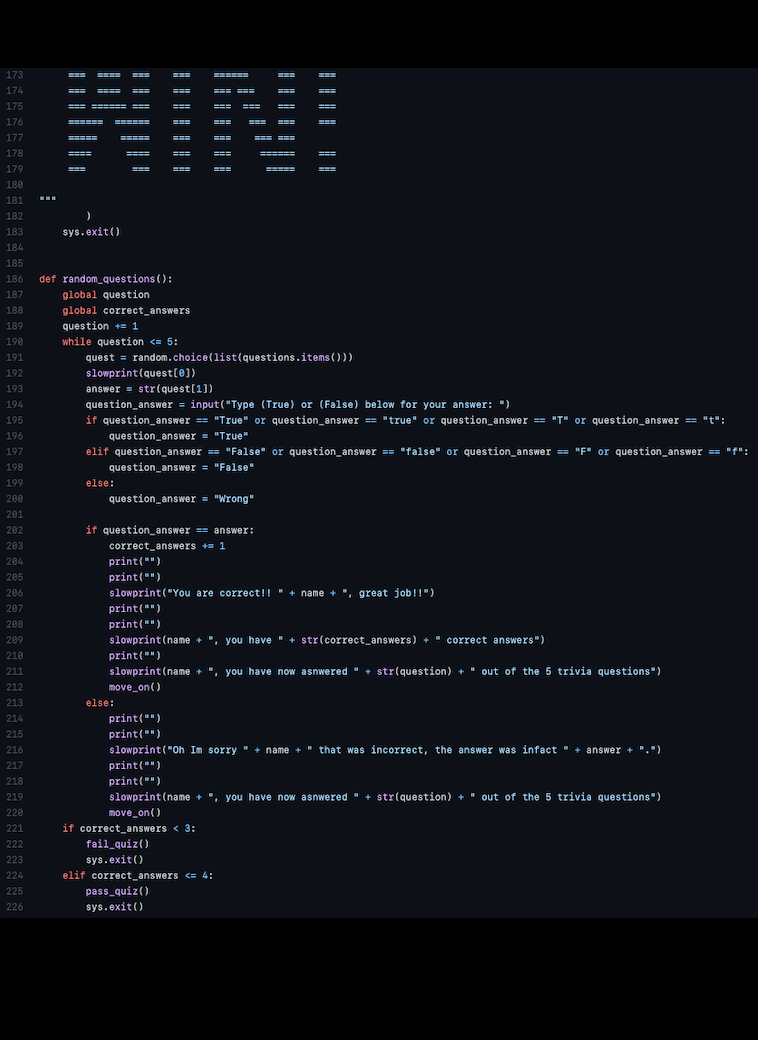 173      ===  ====  ===    ===    ======     ===    ===
174      ===  ====  ===    ===    === ===    ===    ===
175      === ====== ===    ===    ===  ===   ===    ===
176      ======  ======    ===    ===   ===  ===    ===
177      =====    =====    ===    ===    === ===
178      ====      ====    ===    ===     ======    ===
179      ===        ===    ===    ===      =====    ===
180
181 """
182         )
183     sys.exit()
184
185
186 def random_questions():
187     global question
188     global correct_answers
189     question += 1
190     while question <= 5:
191         quest = random.choice(list(questions.items()))
192         slowprint(quest[0])
193         answer = str(quest[1])
194         question_answer = input("Type (True) or (False) below for your answer: ")
195         if question_answer == "True" or question_answer == "true" or question_answer == "T" or question_answer == "t":
196             question_answer = "True"
197         elif question_answer == "False" or question_answer == "false" or question_answer == "F" or question_answer == "f":
198             question_answer = "False"
199         else:
200             question_answer = "Wrong"
201
202         if question_answer == answer:
203             correct_answers += 1
204             print("")
205             print("")
206             slowprint("You are correct!! " + name + ", great job!!")
207             print("")
208             print("")
209             slowprint(name + ", you have " + str(correct_answers) + " correct answers")
210             print("")
211             slowprint(name + ", you have now asnwered " + str(question) + " out of the 5 trivia questions")
212             move_on()
213         else:
214             print("")
215             print("")
216             slowprint("Oh Im sorry " + name + " that was incorrect, the answer was infact " + answer + ".")
217             print("")
218             print("")
219             slowprint(name + ", you have now asnwered " + str(question) + " out of the 5 trivia questions")
220             move_on()
221     if correct_answers < 3:
222         fail_quiz()
223         sys.exit()
224     elif correct_answers <= 4:
225         pass_quiz()
226         sys.exit()